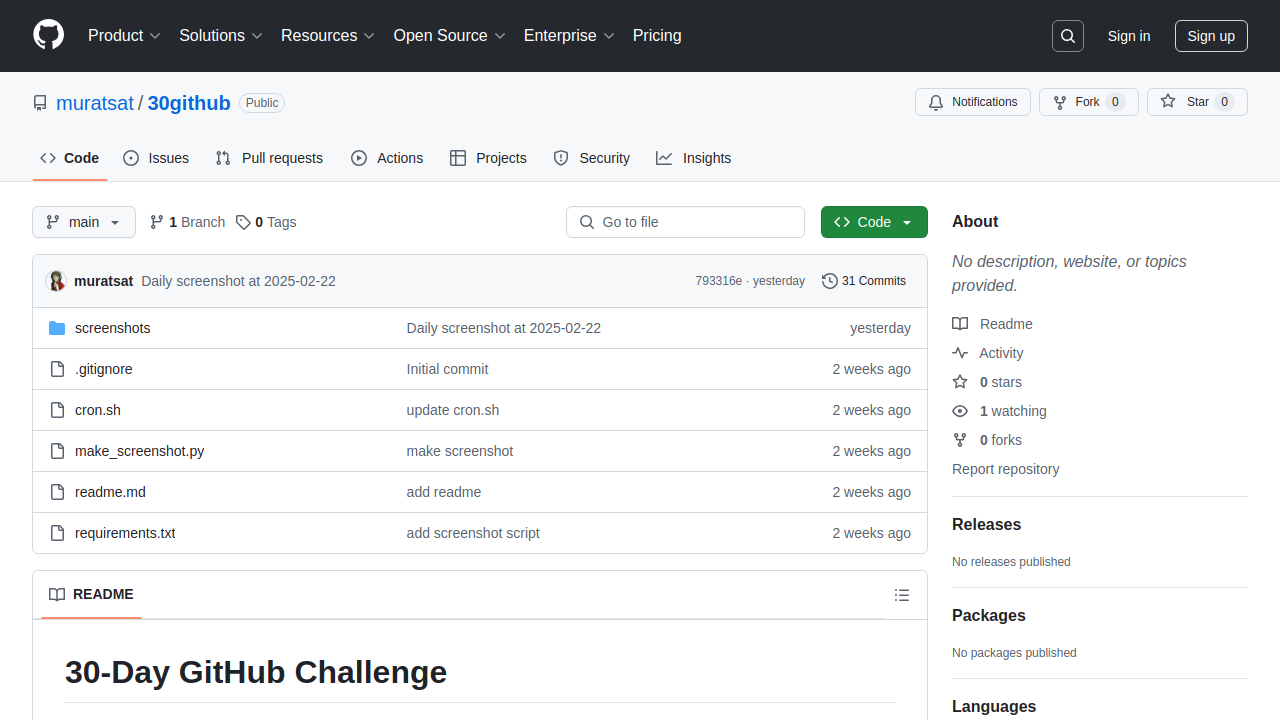 Product Solutions Resources Open Source Enterprise Pricing Sign in Sign up
muratsat / 30github Public Notifications Fork 0 Star 0
Code Issues Pull requests Actions Projects Security Insights
main 1 Branch 0 Tags Go to file Code
muratsat Daily screenshot at 2025-02-22 793316e · yesterday 31 Commits
screenshots Daily screenshot at 2025-02-22 yesterday
.gitignore Initial commit 2 weeks ago
cron.sh update cron.sh 2 weeks ago
make_screenshot.py make screenshot 2 weeks ago
readme.md add readme 2 weeks ago
requirements.txt add screenshot script 2 weeks ago
README
30-Day GitHub Challenge
About
No description, website, or topics
provided.
Readme
Activity
0 stars
1 watching
0 forks
Report repository
Releases
No releases published
Packages
No packages published
Languages